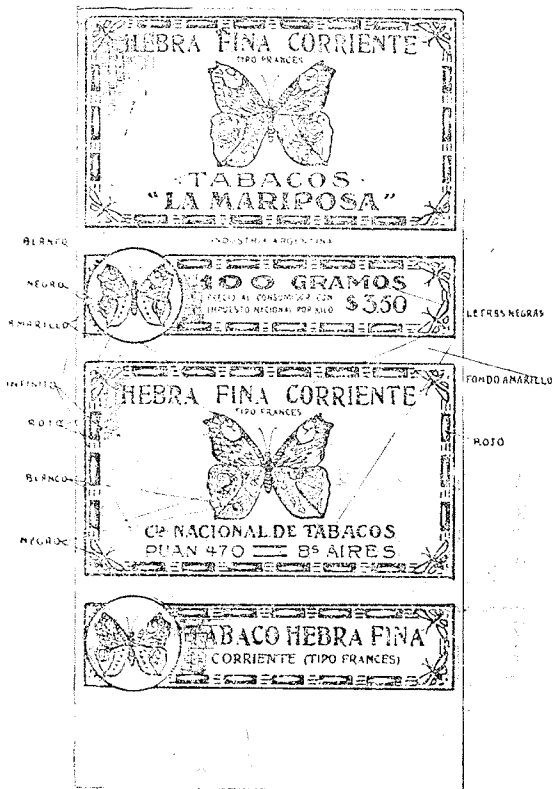 HEBRA FINA CORRIENTE
TIPO FRANCES
TABACOS
"LA MARIPOSA"
INDUSTRIA ARGENTINA
BLANCO
NEGRO
AMARILLO
100 GRAMOS
PRECIO AL CONSUMIDOR CON
IMPUESTO NACIONAL POR KILO
$3.50
LETRAS NEGRAS
FONDO AMARILLO
INFINITO
ROJO
BLANCO
NEGRO
HEBRA FINA CORRIENTE
TIPO FRANCES
ROJO
Cia NACIONAL DE TABACOS
PUAN 470 Bs AIRES
TABACO HEBRA FINA
CORRIENTE (TIPO FRANCES)